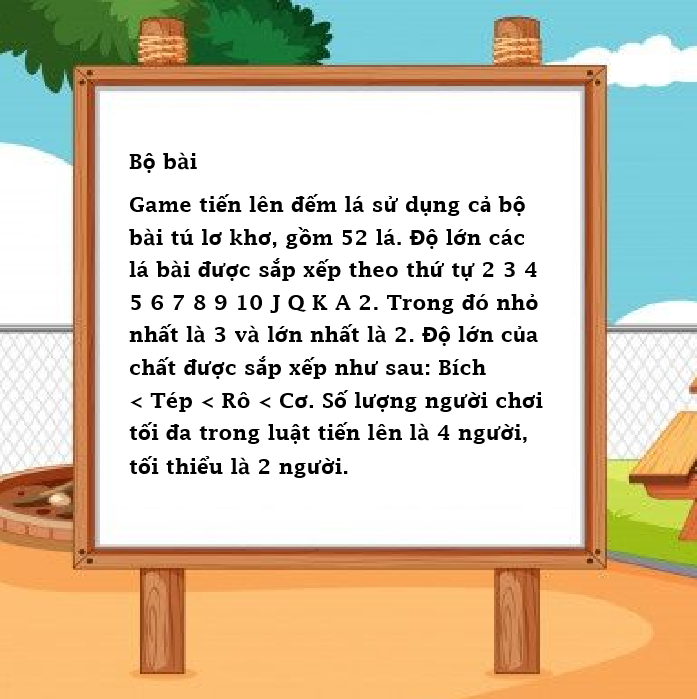 Bộ bài
Game tiến lên đếm lá sử dụng cả bộ
bài tú lơ khơ, gồm 52 lá. Độ lớn các
lá bài được sắp xếp theo thứ tự 2 3 4
5 6 7 8 9 10 J Q K A 2. Trong đó nhỏ
nhất là 3 và lớn nhất là 2. Độ lớn của
chất được sắp xếp như sau: Bích
< Tép < Rô < Cơ. Số lượng người chơi
tối đa trong luật tiến lên là 4 người,
tối thiểu là 2 người.